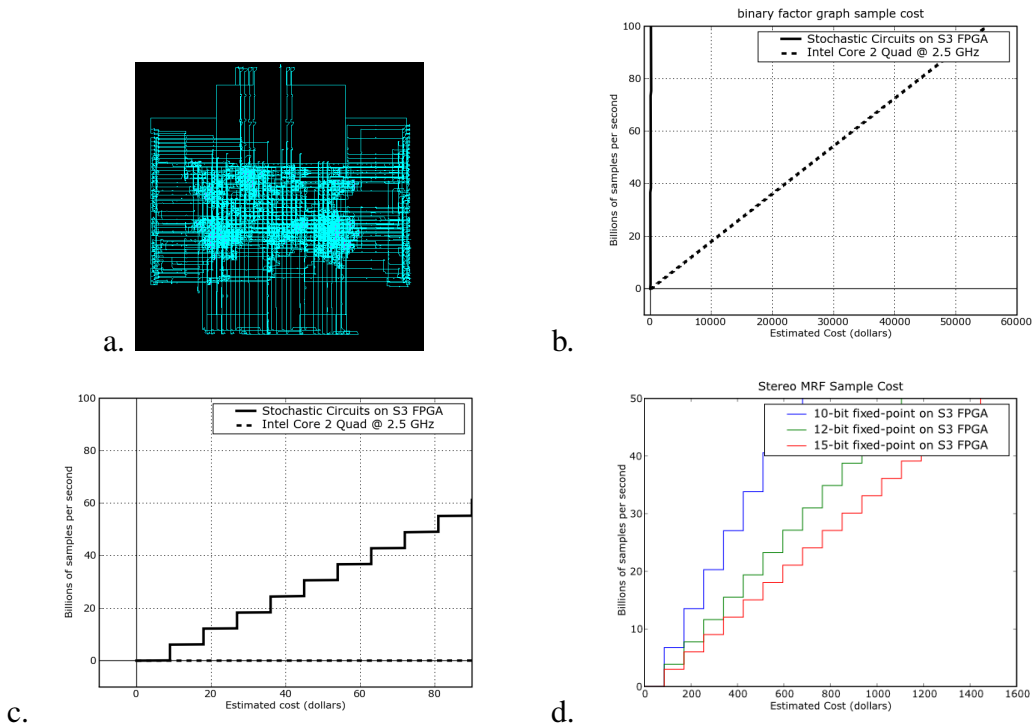 a.
binary factor graph sample cost
Stochastic Circuits on S3 FPGA
Intel Core 2 Quad @ 2.5 GHz
100
80
60
40
20
0
Billions of samples per second
0 10000 20000 30000 40000 50000 60000
Estimated Cost (dollars)
b.
Stochastic Circuits on S3 FPGA
Intel Core 2 Quad @ 2.5 GHz
100
80
60
40
20
0
Billions of samples per second
0 20 40 60 80
Estimated cost (dollars)
c.
Stereo MRF Sample Cost
10-bit fixed-point on S3 FPGA
12-bit fixed-point on S3 FPGA
15-bit fixed-point on S3 FPGA
50
40
30
20
10
0
Billions of samples per second
0 200 400 600 800 1000 1200 1400 1600
Estimated Cost (dollars)
d.